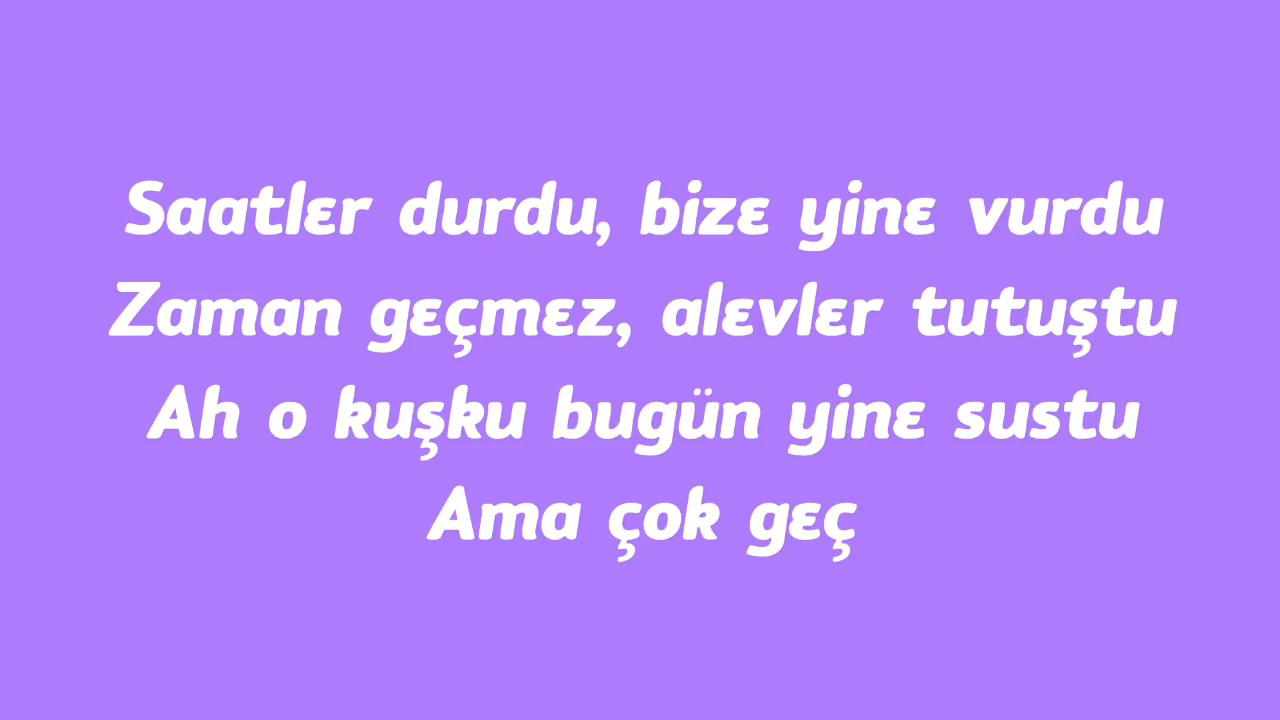 Saatler durdu, bize yine vurdu
Zaman geçmez, alevler tutuştu
Ah o kuşku bugün yine sustu
Ama çok geç